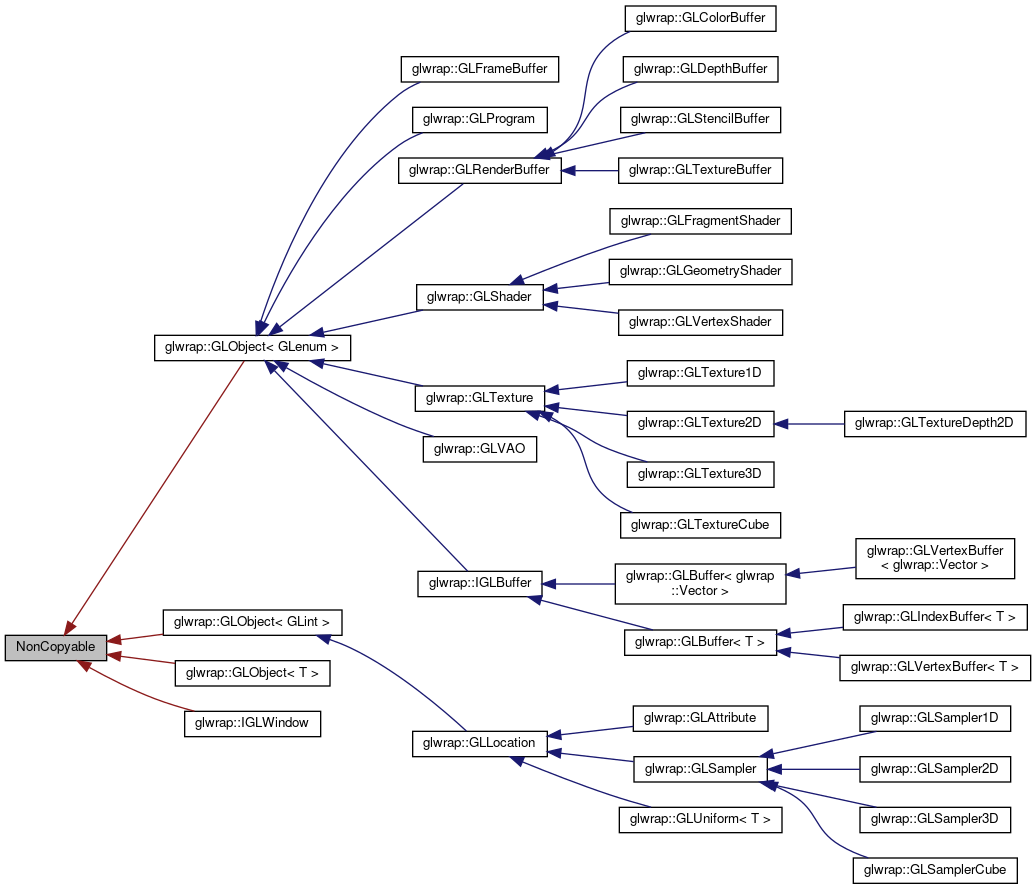 glwrap::GLColorBuffer
glwrap::GLFrameBuffer
glwrap::GLDepthBuffer
glwrap::GLProgram
glwrap::GLStencilBuffer
glwrap::GLRenderBuffer
glwrap::GLTextureBuffer
glwrap::GLFragmentShader
glwrap::GLGeometryShader
glwrap::GLShader
glwrap::GLVertexShader
glwrap::GLObject< GLenum >
glwrap::GLTexture1D
glwrap::GLTexture
glwrap::GLTexture2D
glwrap::GLTextureDepth2D
glwrap::GLVAO
glwrap::GLTexture3D
glwrap::GLTextureCube
glwrap::GLVertexBuffer
< glwrap::Vector >
glwrap::IGLBuffer
glwrap::GLBuffer< glwrap
::Vector >
glwrap::GLIndexBuffer< T >
glwrap::GLObject< GLint >
glwrap::GLBuffer< T >
NonCopyable
glwrap::GLVertexBuffer< T >
glwrap::GLObject< T >
glwrap::IGLWindow
glwrap::GLAttribute
glwrap::GLSampler1D
glwrap::GLLocation
glwrap::GLSampler
glwrap::GLSampler2D
glwrap::GLUniform< T >
glwrap::GLSampler3D
glwrap::GLSamplerCube